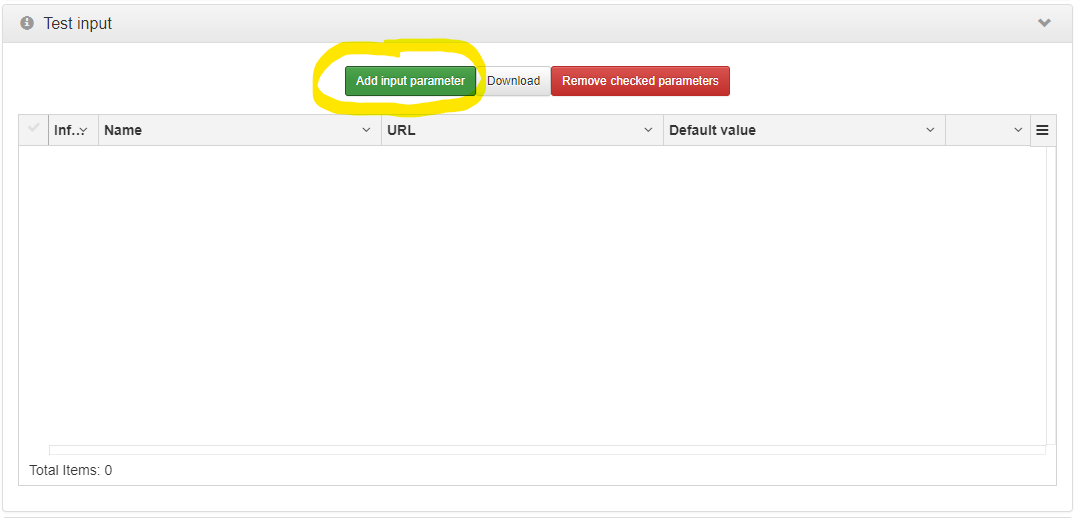 Test input
Add input parameter Download Remove checked parameters
Inf... Name URL Default value
Total Items: 0